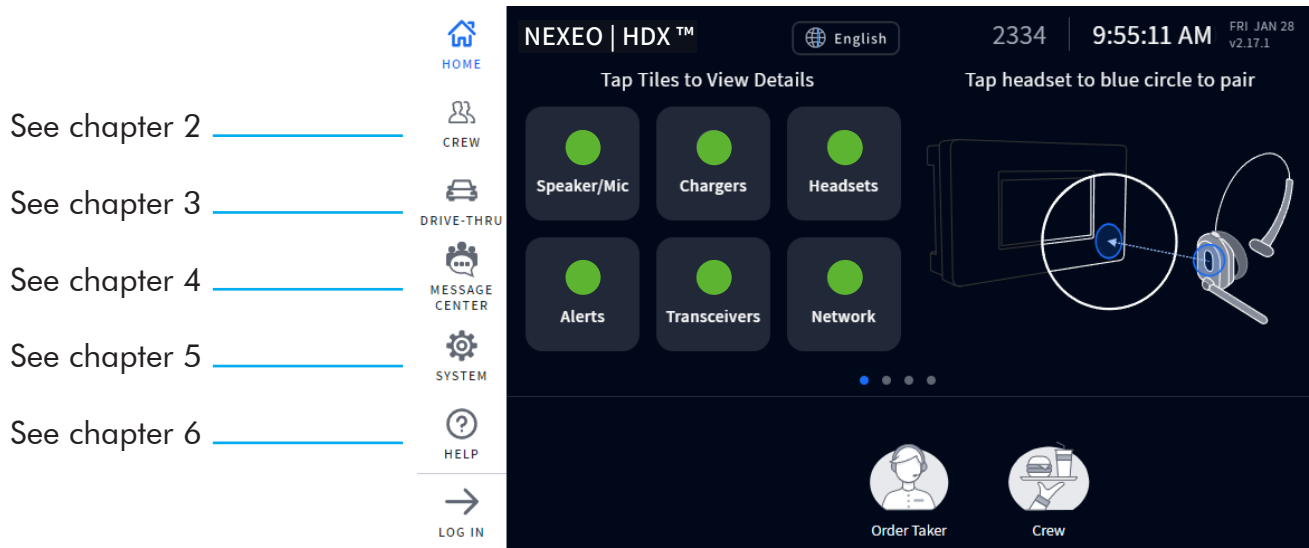 See chapter 2
See chapter 3
See chapter 4
See chapter 5
See chapter 6
HOME
CREW
DRIVE-THRU
MESSAGE
CENTER
SYSTEM
HELP
LOG IN
NEXEO | HDX ™
English
2334
9:55:11 AM
FRI JAN 28
v2.17.1
Tap Tiles to View Details
Tap headset to blue circle to pair
Speaker/Mic
Chargers
Headsets
Alerts
Transceivers
Network
Order Taker
Crew